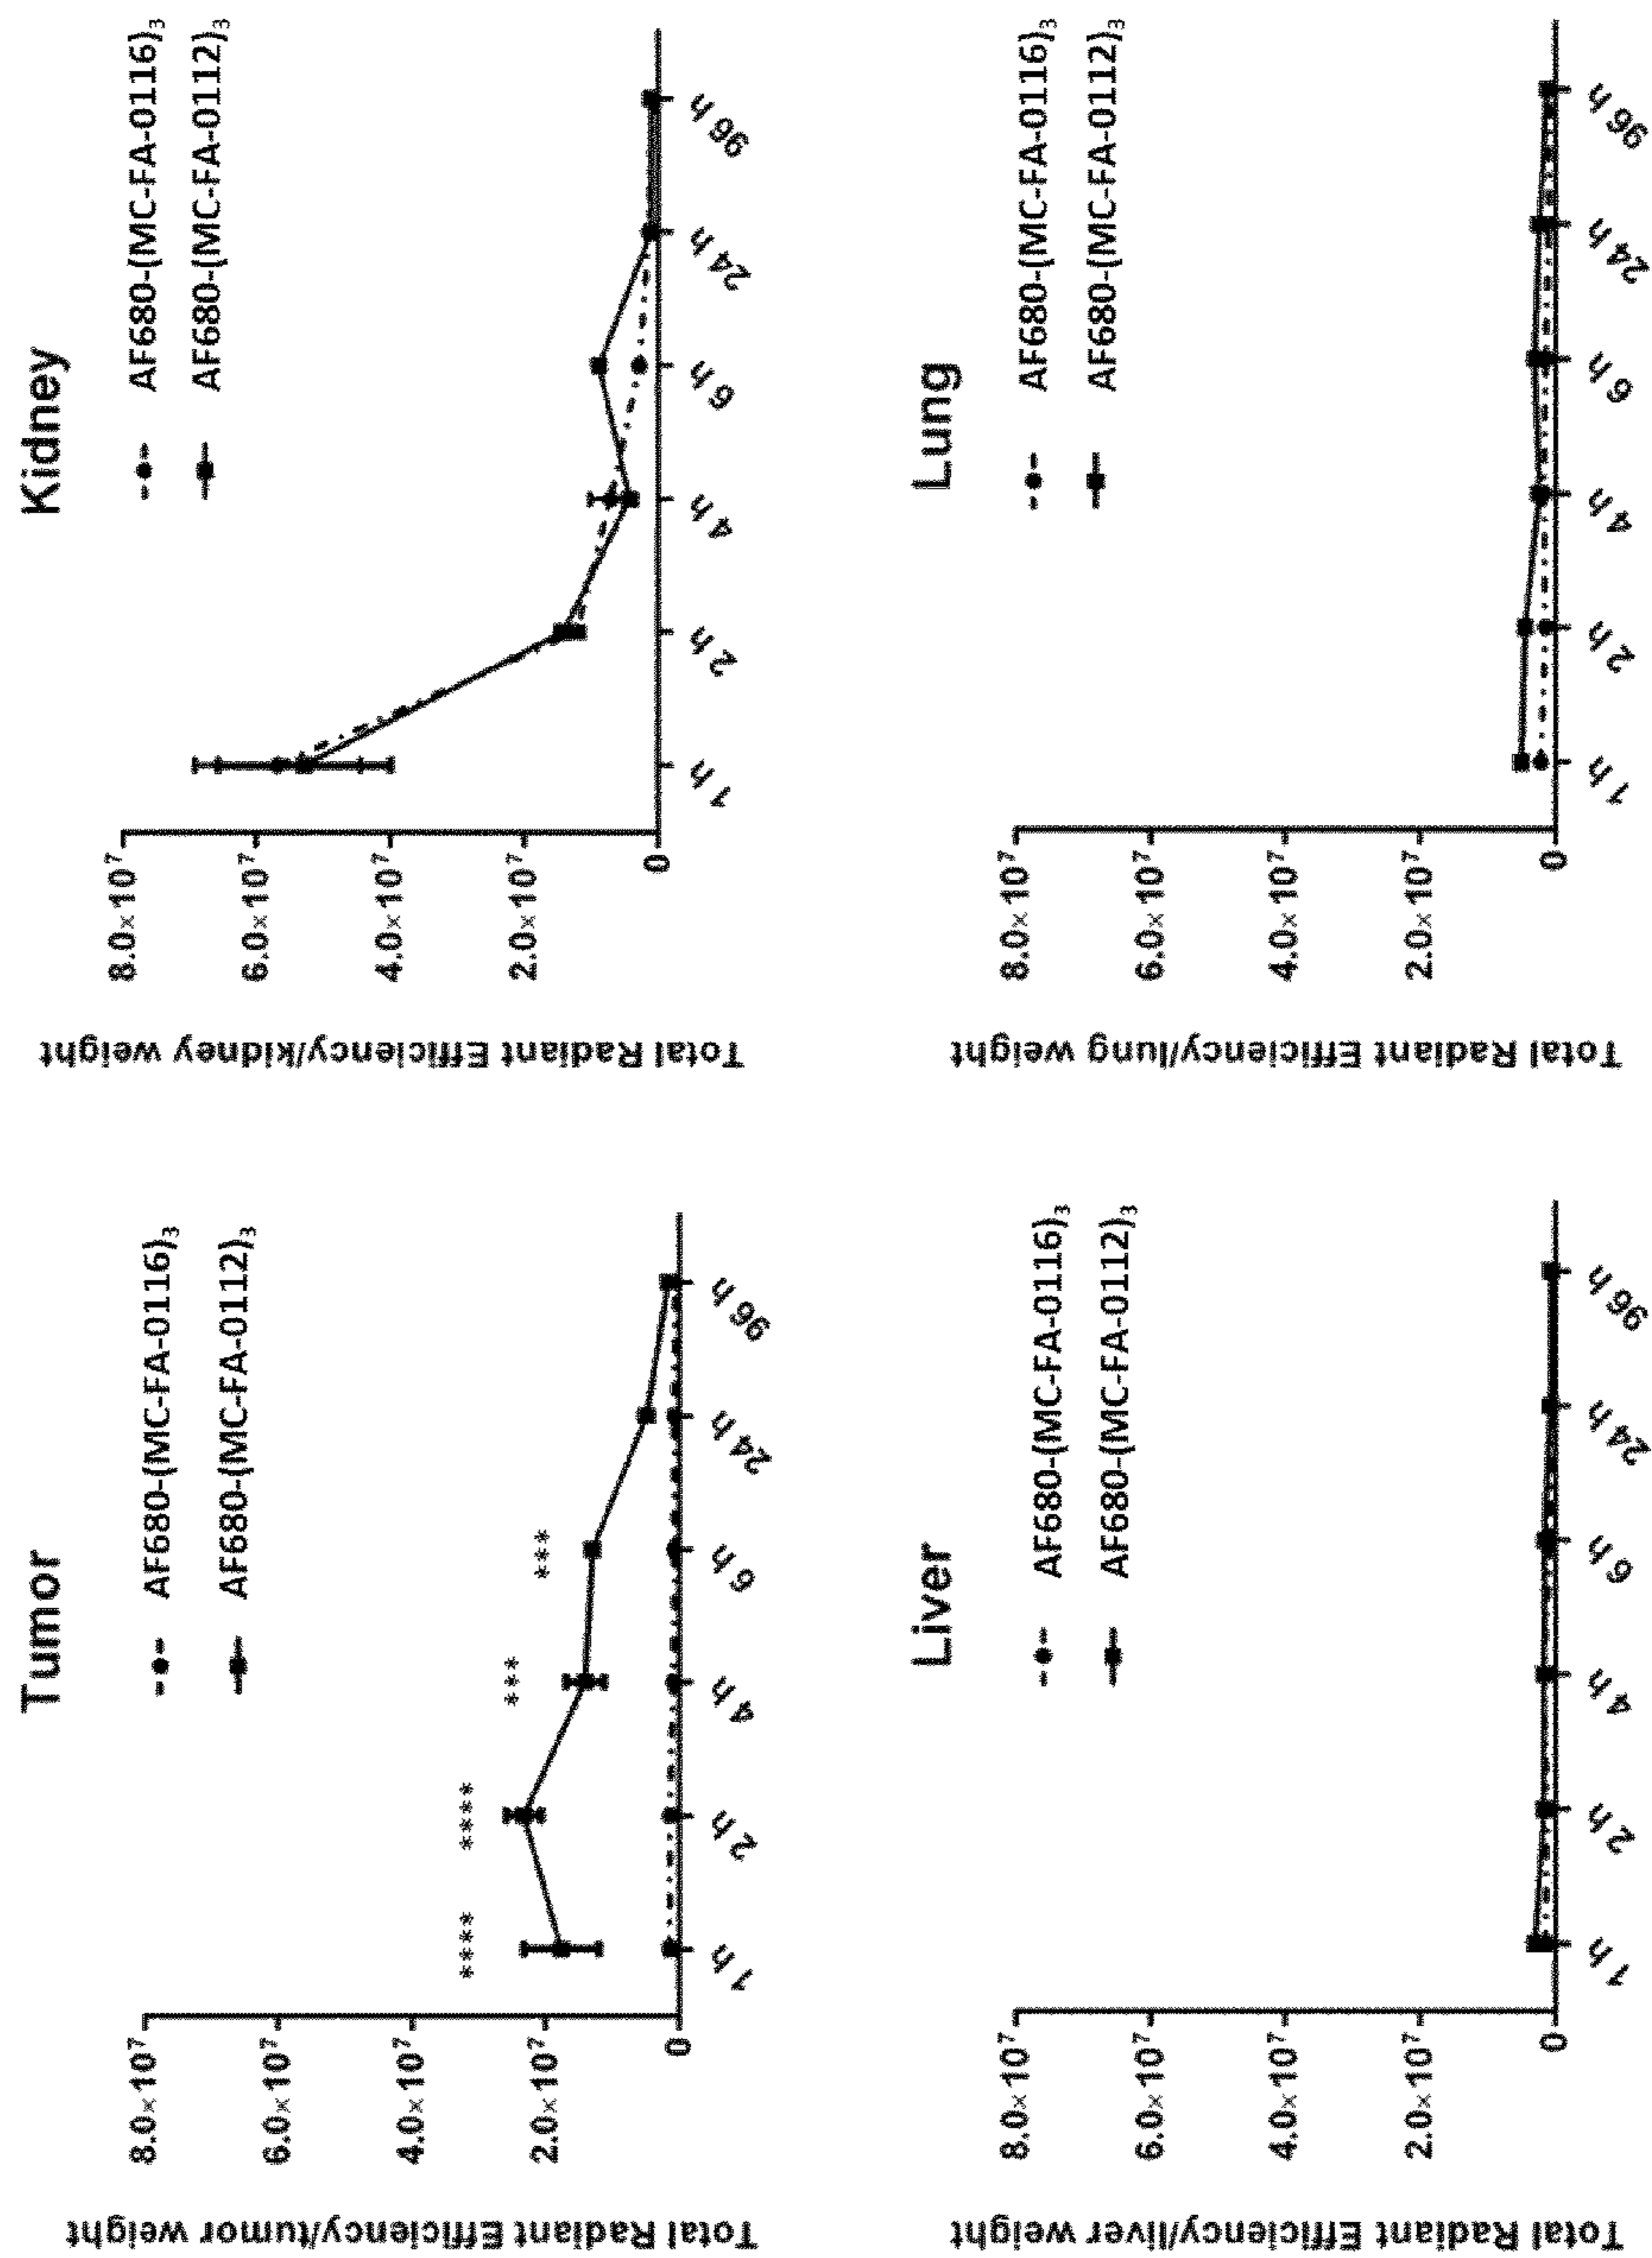 Tumor
AF680-(MC-FA-0116)3
AF680-(MC-FA-0112)3
Total Radiant Efficiency/tumor weight
8.0×10⁷
6.0×10⁷
4.0×10⁷
2.0×10⁷
0
****
****
***
***
1 h
2 h
4 h
6 h
24 h
96 h
Kidney
AF680-(MC-FA-0116)3
AF680-(MC-FA-0112)3
Total Radiant Efficiency/kidney weight
8.0×10⁷
6.0×10⁷
4.0×10⁷
2.0×10⁷
0
1 h
2 h
4 h
6 h
24 h
96 h
Liver
AF680-(MC-FA-0116)3
AF680-(MC-FA-0112)3
Total Radiant Efficiency/liver weight
8.0×10⁷
6.0×10⁷
4.0×10⁷
2.0×10⁷
0
1 h
2 h
4 h
6 h
24 h
96 h
Lung
AF680-(MC-FA-0116)3
AF680-(MC-FA-0112)3
Total Radiant Efficiency/lung weight
8.0×10⁷
6.0×10⁷
4.0×10⁷
2.0×10⁷
0
1 h
2 h
4 h
6 h
24 h
96 h